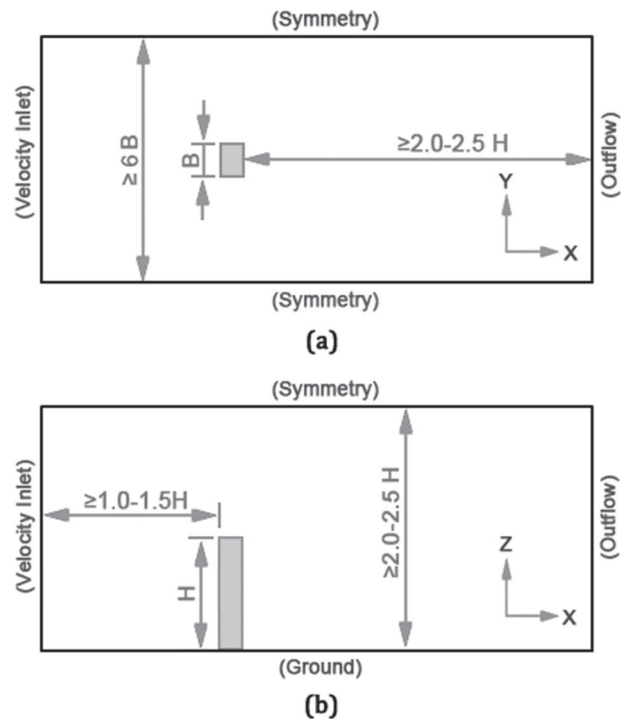 (Symmetry)
(Velocity Inlet)
≥ 6 B
B
≥2.0-2.5 H
Y
X
(Outflow)
(Symmetry)
(a)
(Symmetry)
(Velocity Inlet)
≥1.0-1.5H
H
≥2.0-2.5 H
Z
X
(Outflow)
(Ground)
(b)